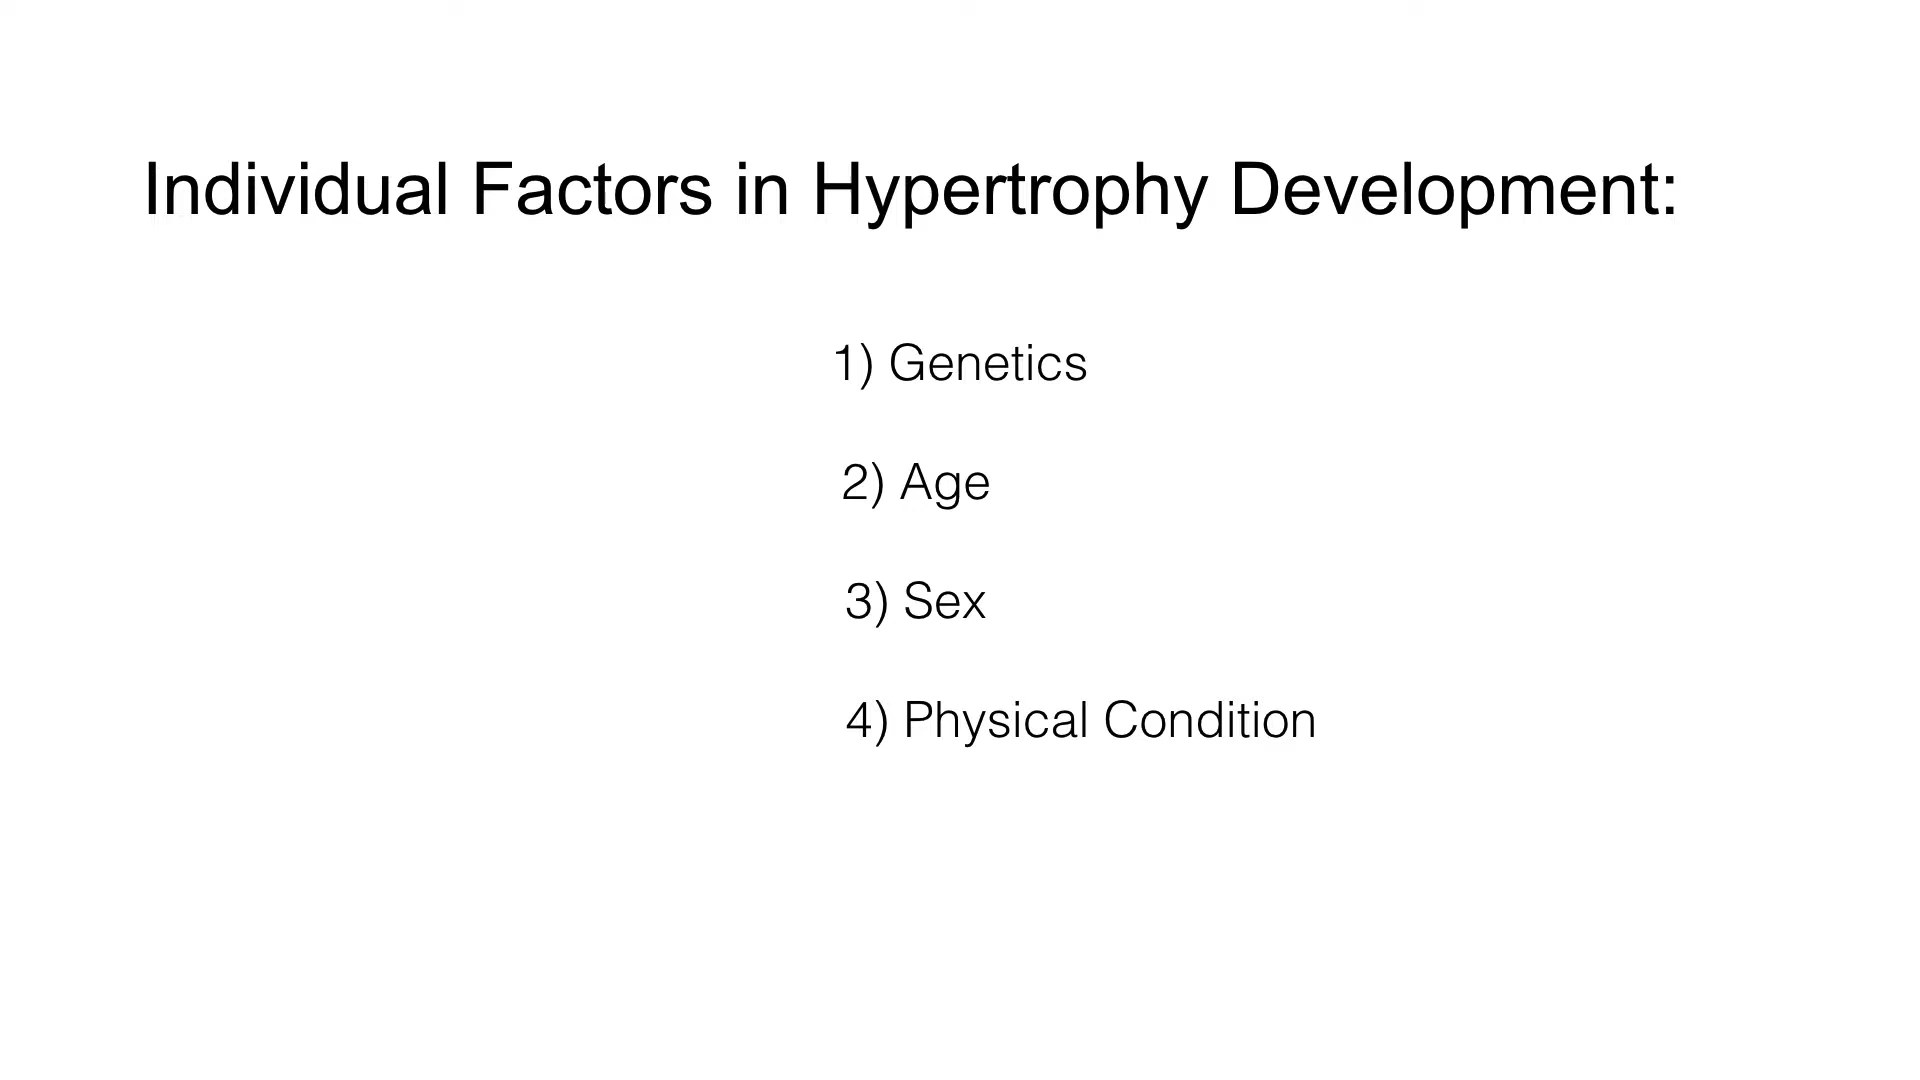 Individual Factors in Hypertrophy Development:
1) Genetics
2) Age
3) Sex
4) Physical Condition